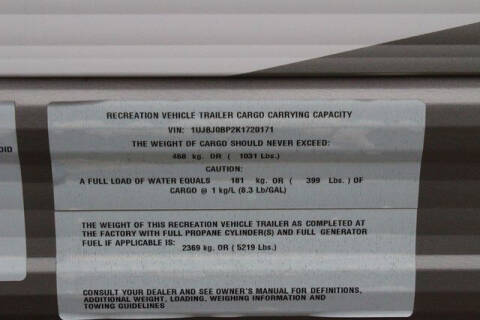 RECREATION VEHICLE TRAILER CARGO CARRYING CAPACITY
VIN: 1UJBJ0BP2K1720171
THE WEIGHT OF CARGO SHOULD NEVER EXCEED:
468 kg. OR ( 1031 Lbs.)
CAUTION:
A FULL LOAD OF WATER EQUALS 181 kg. OR ( 399 Lbs.) OF
CARGO @ 1 kg/L (8.3 Lb/GAL)
THE WEIGHT OF THIS RECREATION VEHICLE TRAILER AS COMPLETED AT
THE FACTORY WITH FULL PROPANE CYLINDER(S) AND FULL GENERATOR
FUEL IF APPLICABLE IS:
2369 kg. OR ( 5219 Lbs.)
CONSULT YOUR DEALER AND SEE OWNER'S MANUAL FOR DEFINITIONS,
ADDITIONAL WEIGHT, LOADING, WEIGHING INFORMATION AND
TOWING GUIDELINES